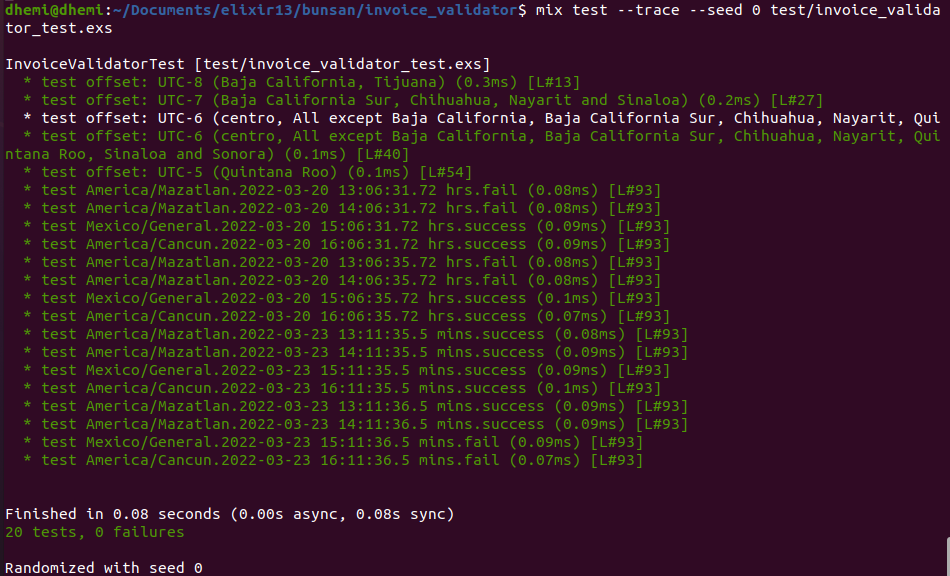 dhemi@dhemi:~/Documents/elixir13/bunsan/invoice_validator$ mix test --trace --seed 0 test/invoice_valida
tor_test.exs
InvoiceValidatorTest [test/invoice_validator_test.exs]
* test offset: UTC-8 (Baja California, Tijuana) (0.3ms) [L#13]
* test offset: UTC-7 (Baja California Sur, Chihuahua, Nayarit and Sinaloa) (0.2ms) [L#27]
* test offset: UTC-6 (centro, All except Baja California, Baja California Sur, Chihuahua, Nayarit, Qui
* test offset: UTC-6 (centro, All except Baja California, Baja California Sur, Chihuahua, Nayarit, Qui
ntana Roo, Sinaloa and Sonora) (0.1ms) [L#40]
* test offset: UTC-5 (Quintana Roo) (0.1ms) [L#54]
* test America/Mazatlan.2022-03-20 13:06:31.72 hrs.fail (0.08ms) [L#93]
* test America/Mazatlan.2022-03-20 14:06:31.72 hrs.fail (0.08ms) [L#93]
* test Mexico/General.2022-03-20 15:06:31.72 hrs.success (0.09ms) [L#93]
* test America/Cancun.2022-03-20 16:06:31.72 hrs.success (0.09ms) [L#93]
* test America/Mazatlan.2022-03-20 13:06:35.72 hrs.fail (0.08ms) [L#93]
* test America/Mazatlan.2022-03-20 14:06:35.72 hrs.fail (0.08ms) [L#93]
* test Mexico/General.2022-03-20 15:06:35.72 hrs.success (0.1ms) [L#93]
* test America/Cancun.2022-03-20 16:06:35.72 hrs.success (0.07ms) [L#93]
* test America/Mazatlan.2022-03-23 13:11:35.5 mins.success (0.08ms) [L#93]
* test America/Mazatlan.2022-03-23 14:11:35.5 mins.success (0.09ms) [L#93]
* test Mexico/General.2022-03-23 15:11:35.5 mins.success (0.09ms) [L#93]
* test America/Cancun.2022-03-23 16:11:35.5 mins.success (0.1ms) [L#93]
* test America/Mazatlan.2022-03-23 13:11:36.5 mins.success (0.09ms) [L#93]
* test America/Mazatlan.2022-03-23 14:11:36.5 mins.success (0.09ms) [L#93]
* test Mexico/General.2022-03-23 15:11:36.5 mins.fail (0.09ms) [L#93]
* test America/Cancun.2022-03-23 16:11:36.5 mins.fail (0.07ms) [L#93]
Finished in 0.08 seconds (0.00s async, 0.08s sync)
20 tests, 0 failures
Randomized with seed 0